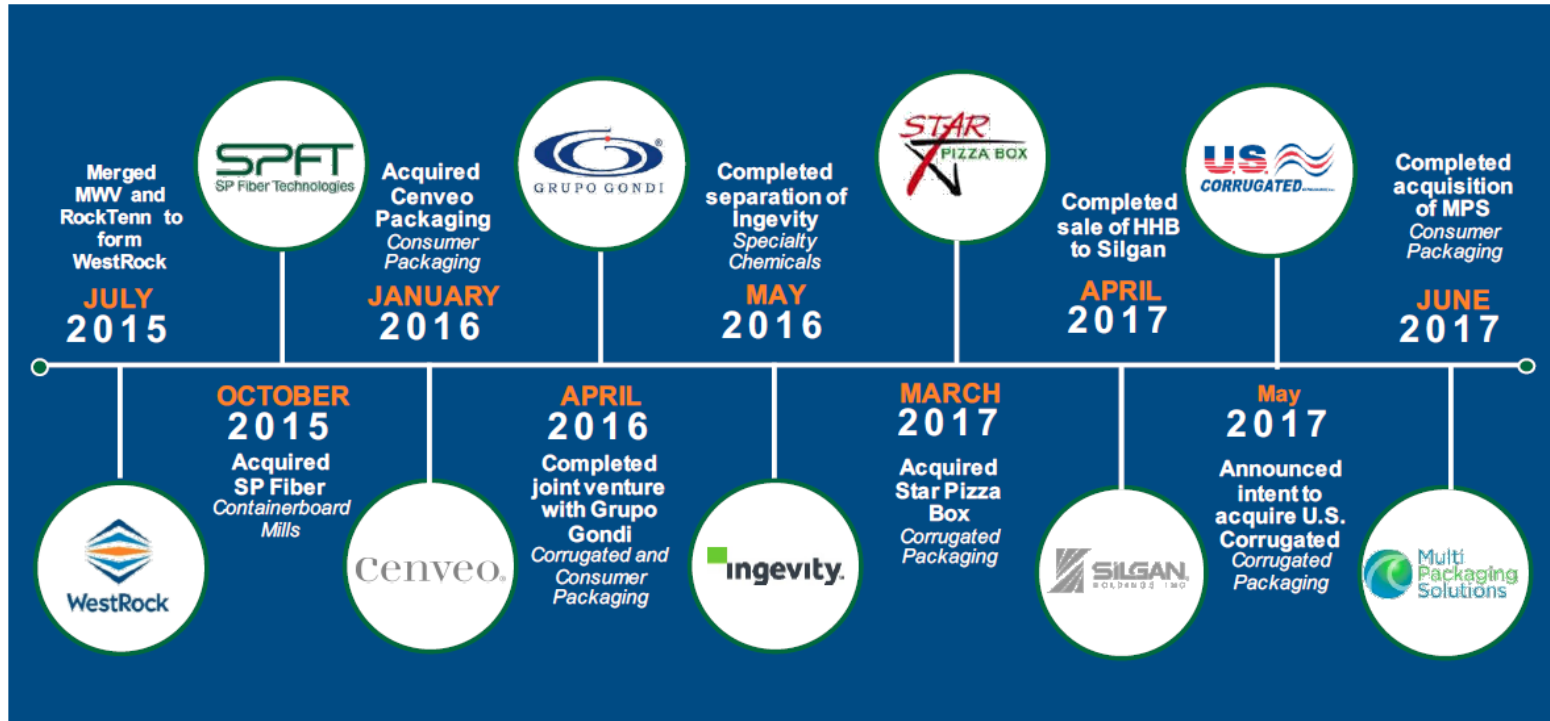 Merged
MWV and
RockTenn to
form
WestRock
JULY
2015
WestRock
SPFT
SP Fiber Technologies
OCTOBER
2015
Acquired
SP Fiber
Containerboard
Mills
Acquired
Cenveo
Packaging
Consumer
Packaging
JANUARY
2016
cenveo®
GRUPO GONDI®
APRIL
2016
Completed
joint venture
with Grupo
Gondi
Corrugated and
Consumer
Packaging
Completed
separation of
Ingevity
Specialty
Chemicals
MAY
2016
ingevity.
STAR
PIZZA BOX
MARCH
2017
Acquired
Star Pizza
Box
Corrugated
Packaging
Completed
sale of HHB
to Silgan
APRIL
2017
SILGAN
HOLDINGS INC
U.S.
CORRUGATED
May
2017
Announced
intent to
acquire U.S.
Corrugated
Corrugated
Packaging
Completed
acquisition
of MPS
Consumer
Packaging
JUNE
2017
Multi
Packaging
Solutions